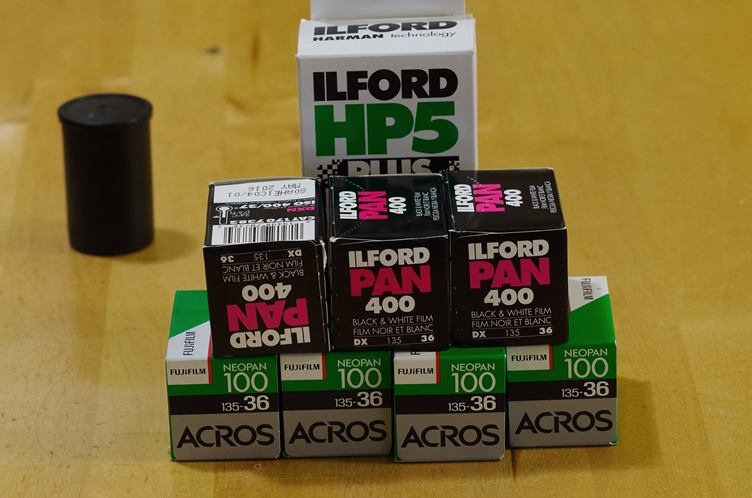 ILFORD
HARMAN technology
ILFORD
HP5
PLUS
MAY 2016
80AHE1C04/01
ISO 400/27°
DXN
DX 135 36
BLACK & WHITE FILM
FILM NOIR ET BLANC
400
PAN
ILFORD
ILFORD
PAN
400
ILFORD
PAN
400
BLACK & WHITE FILM
FILM NOIR ET BLANC
DX 135 36
ILFORD
PAN
400
ILFORD
PAN
400
BLACK & WHITE FILM
FILM NOIR ET BLANC
DX 135 36
FUJIFILM
FUJIFILM
NEOPAN
100
135-36
ACROS
FUJIFILM
NEOPAN
100
135-36
ACROS
FUJIFILM
NEOPAN
100
135-36
ACROS
FUJIFILM
FUJIFILM
NEOPAN
100
135-36
ACROS